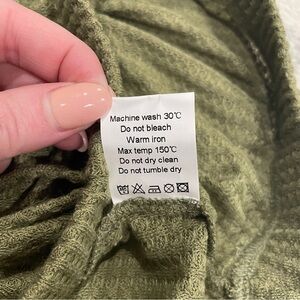 Machine wash 30℃
Do not bleach
Warm iron
Max temp 150℃
Do not dry clean
Do not tumble dry